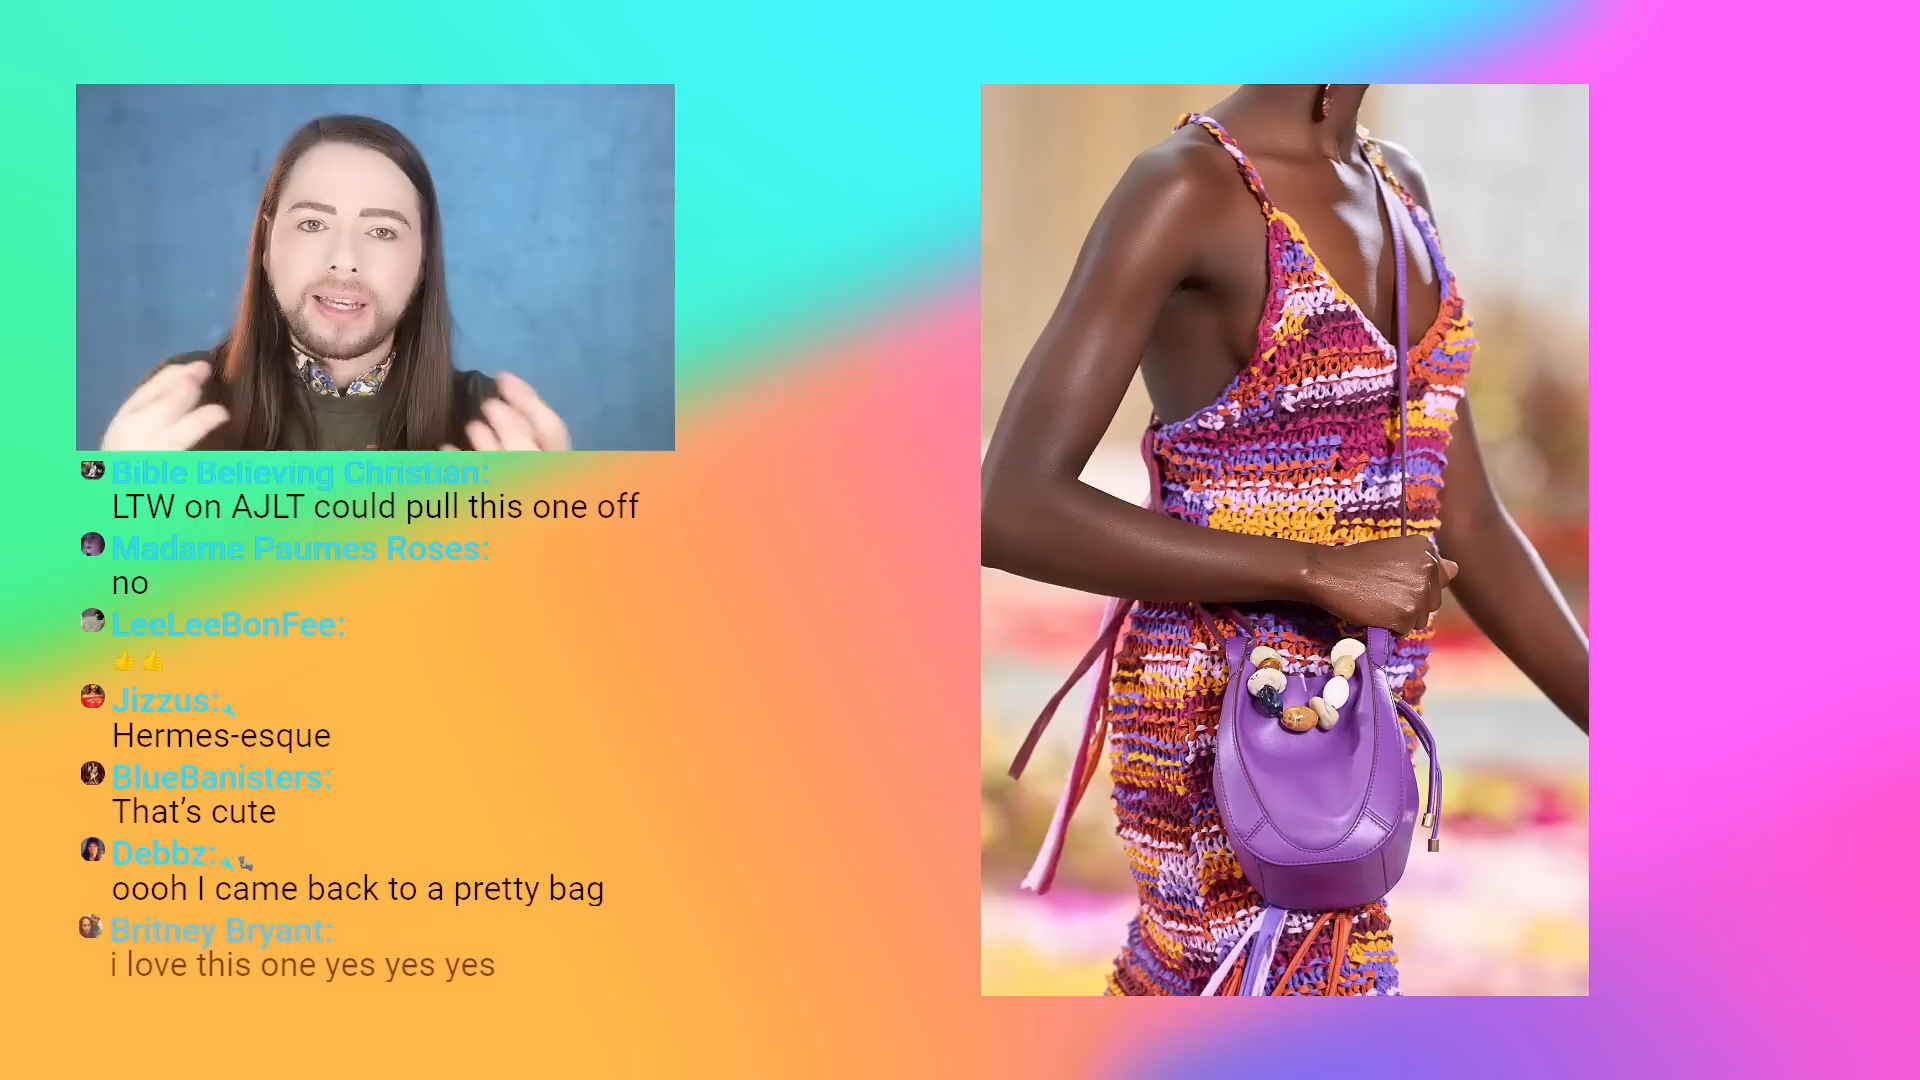 Bible Believing Christian:
LTW on AJLT could pull this one off
Madame Paumes Roses:
no
LeeLeeBonFee:
👍👍
Jizzus:
Hermes-esque
BlueBanisters:
That's cute
Debbz:
oooh I came back to a pretty bag
Britney Bryant:
i love this one yes yes yes